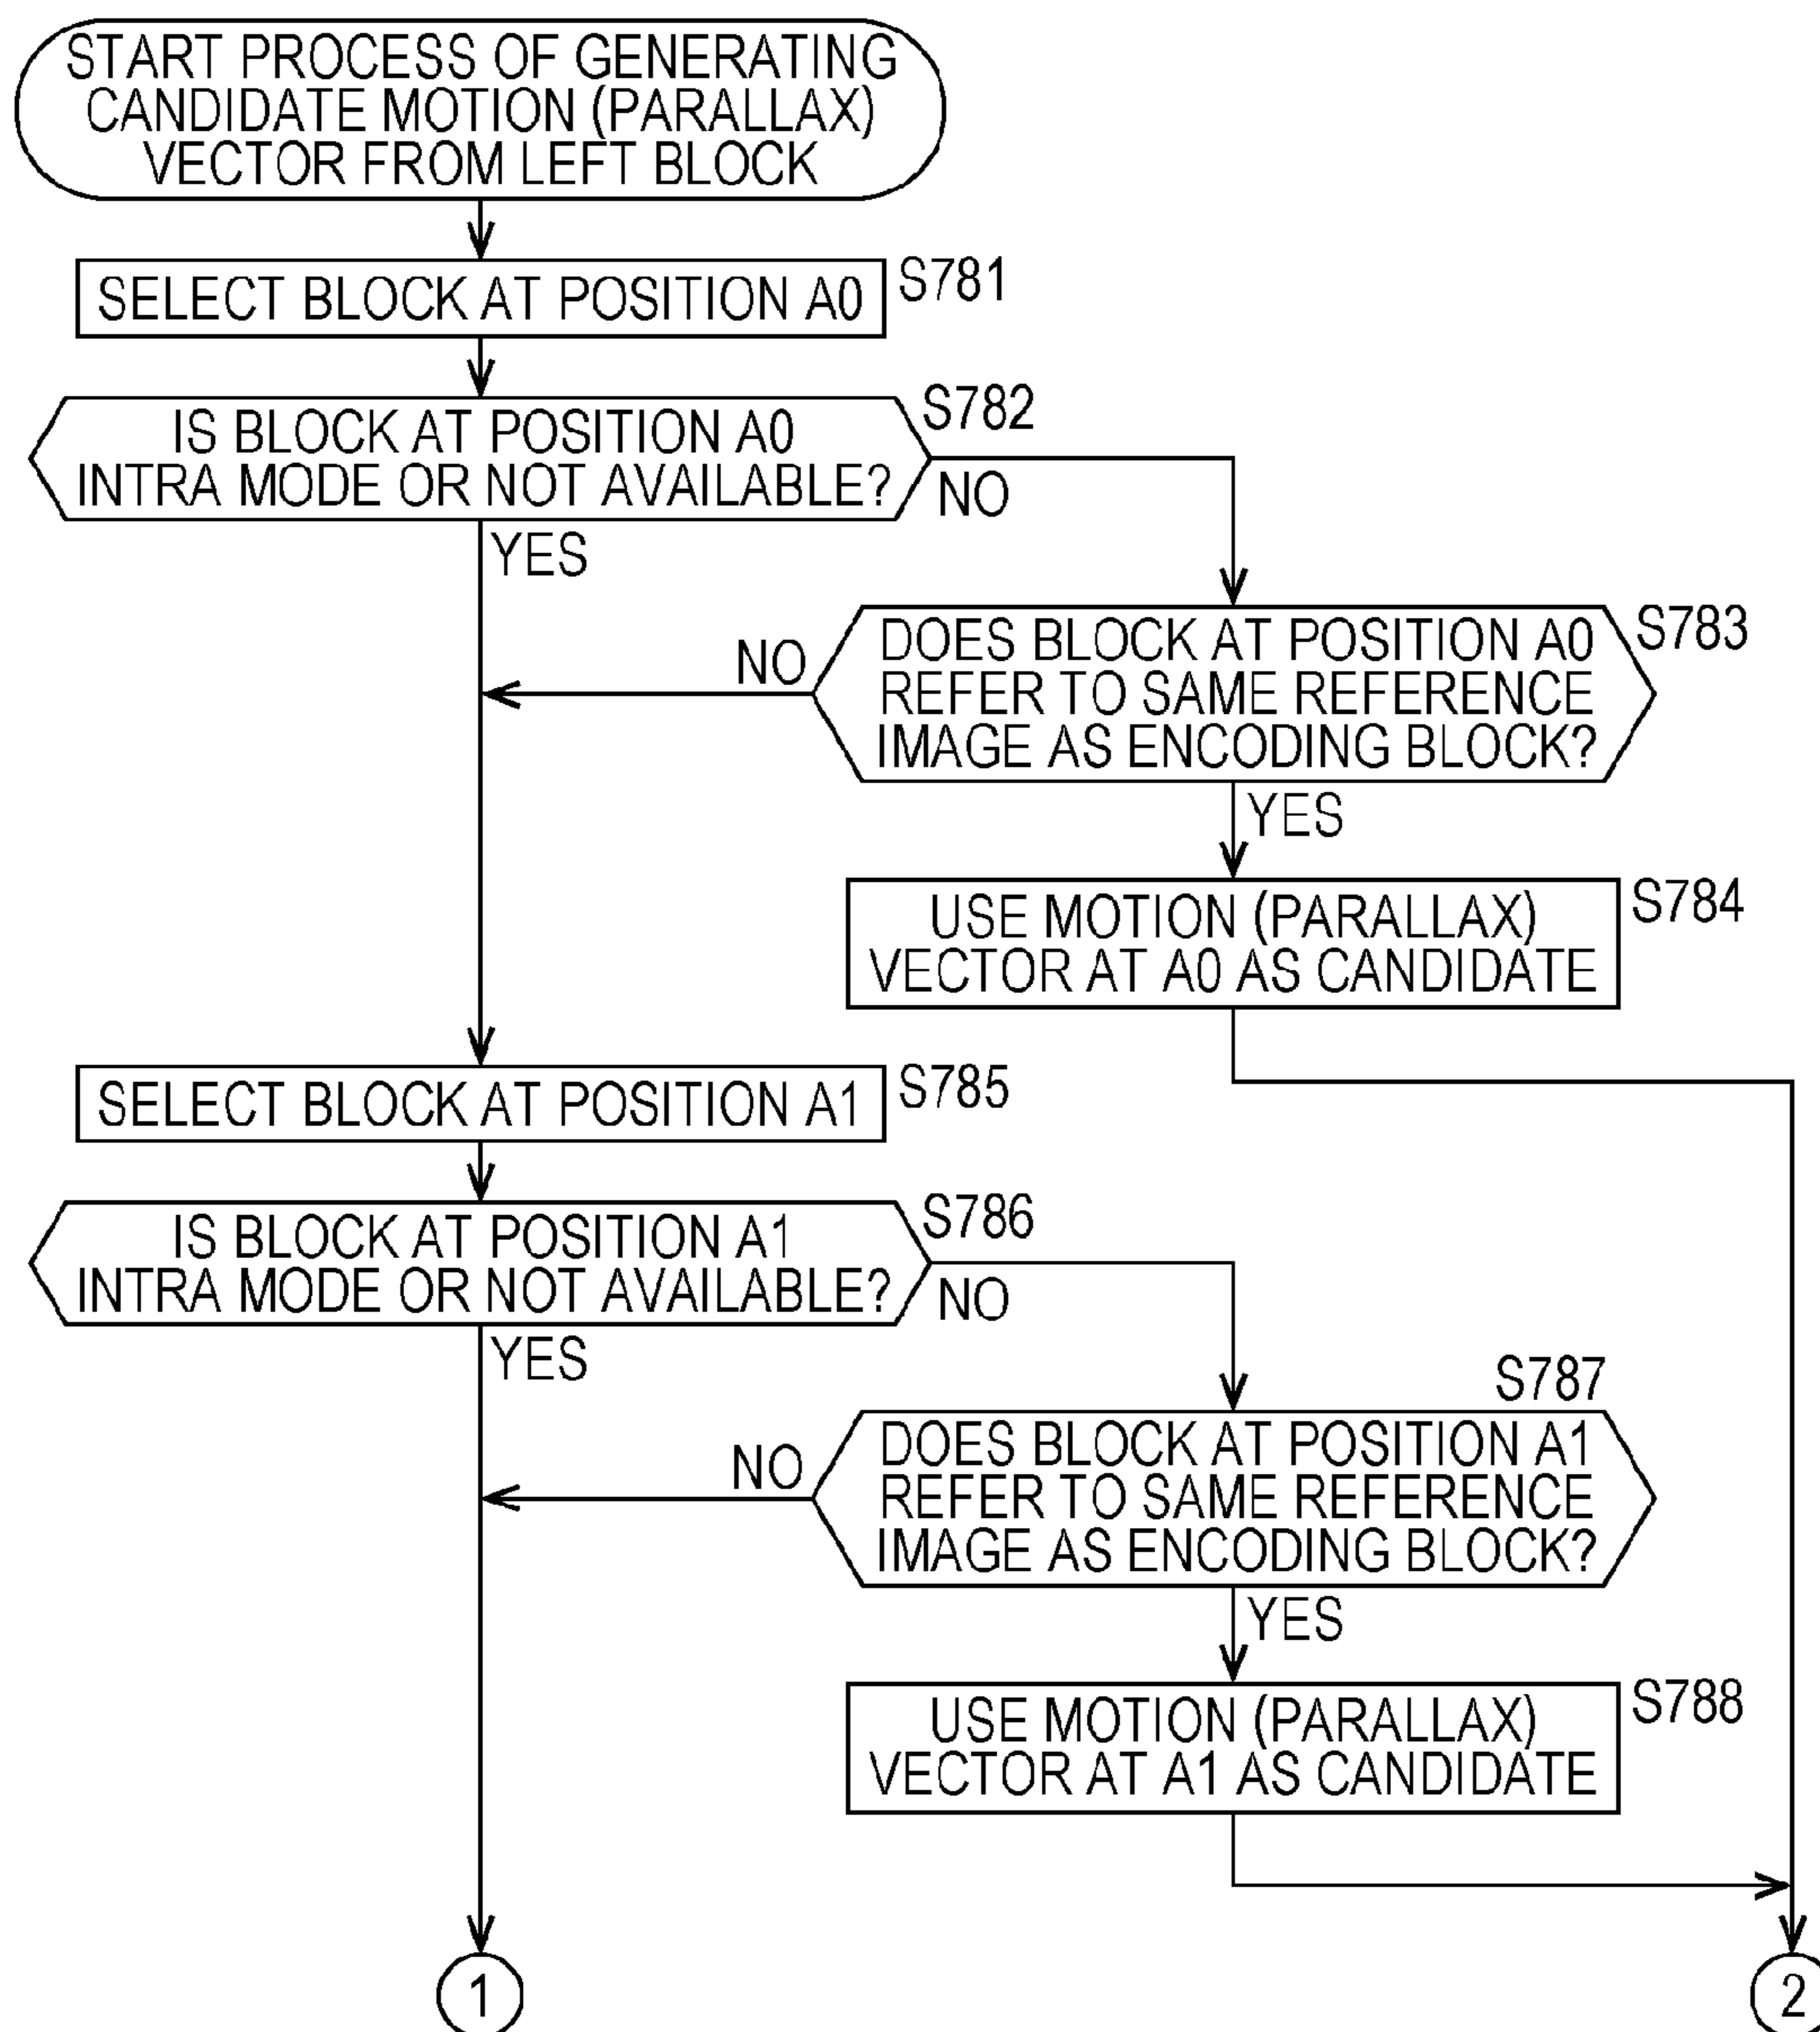 START PROCESS OF GENERATING
CANDIDATE MOTION (PARALLAX)
VECTOR FROM LEFT BLOCK
SELECT BLOCK AT POSITION A0
S781
IS BLOCK AT POSITION A0
INTRA MODE OR NOT AVAILABLE?
S782
NO
YES
DOES BLOCK AT POSITION A0
REFER TO SAME REFERENCE
IMAGE AS ENCODING BLOCK?
S783
NO
YES
USE MOTION (PARALLAX)
VECTOR AT A0 AS CANDIDATE
S784
SELECT BLOCK AT POSITION A1
S785
IS BLOCK AT POSITION A1
INTRA MODE OR NOT AVAILABLE?
S786
NO
YES
S787
DOES BLOCK AT POSITION A1
REFER TO SAME REFERENCE
IMAGE AS ENCODING BLOCK?
NO
YES
USE MOTION (PARALLAX)
VECTOR AT A1 AS CANDIDATE
S788
1
2